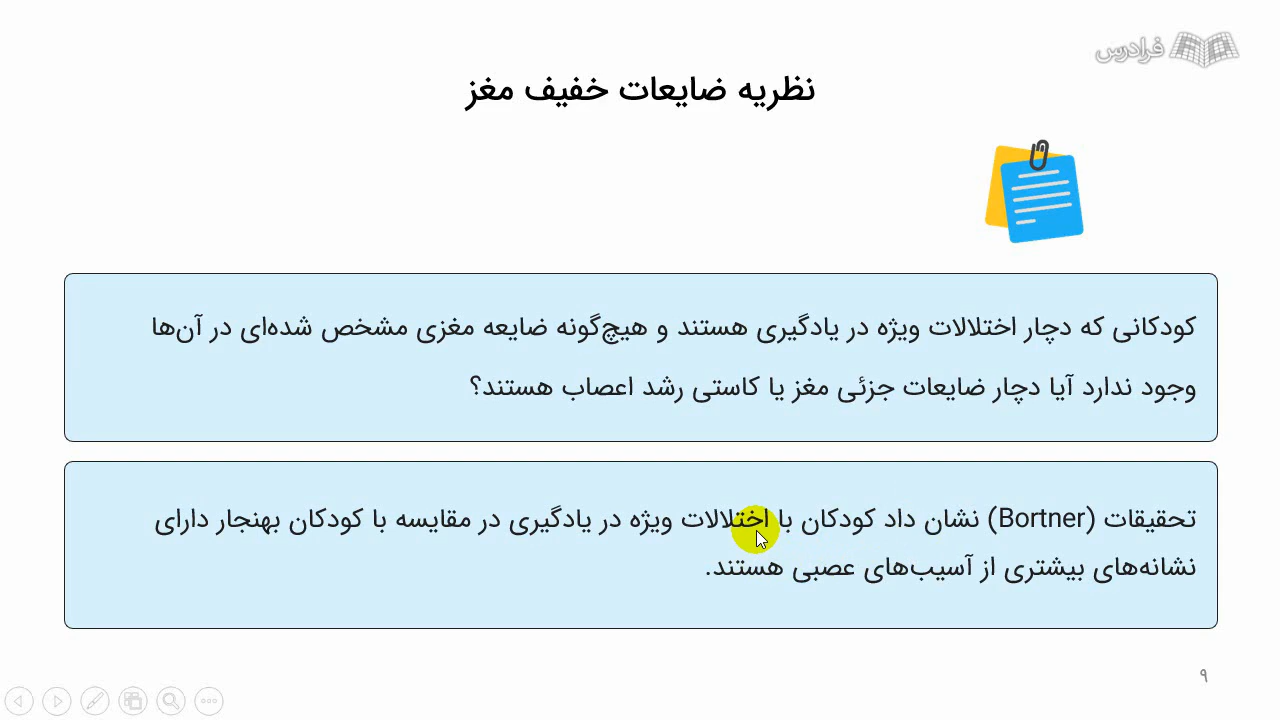 فرادرس
نظریه ضایعات خفیف مغز
کودکانی که دچار اختلالات ویژه در یادگیری هستند و هیچ‌گونه ضایعه مغزی مشخص شده‌ای در آن‌ها
وجود ندارد آیا دچار ضایعات جزئی مغز یا کاستی رشد اعصاب هستند؟
تحقیقات (Bortner) نشان داد کودکان با اختلالات ویژه در یادگیری در مقایسه با کودکان بهنجار دارای
نشانه‌های بیشتری از آسیب‌های عصبی هستند.
۹